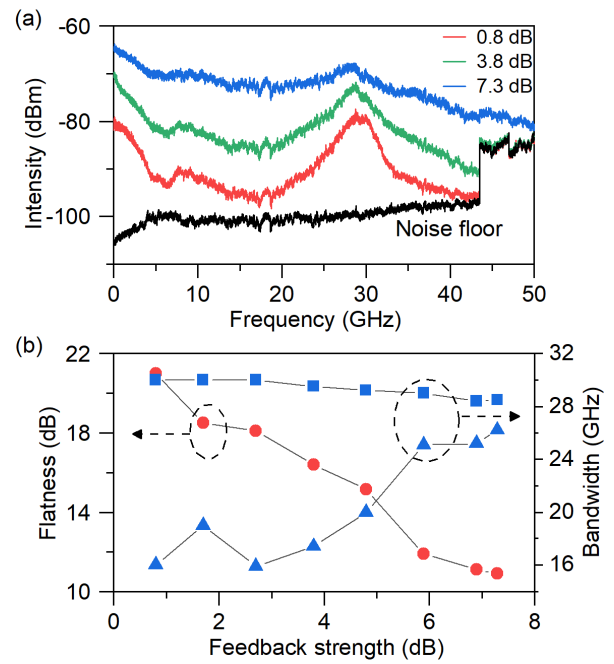 (a)
-60
0.8 dB
3.8 dB
7.3 dB
-80
-100
Intensity (dBm)
Noise floor
0 10 20 30 40 50
Frequency (GHz)
(b)
22 32
18 28
24
14 20
10 16
Flatness
(dB)
Bandwidth (GHz)
0 2 4 6 8
Feedback strength (dB)